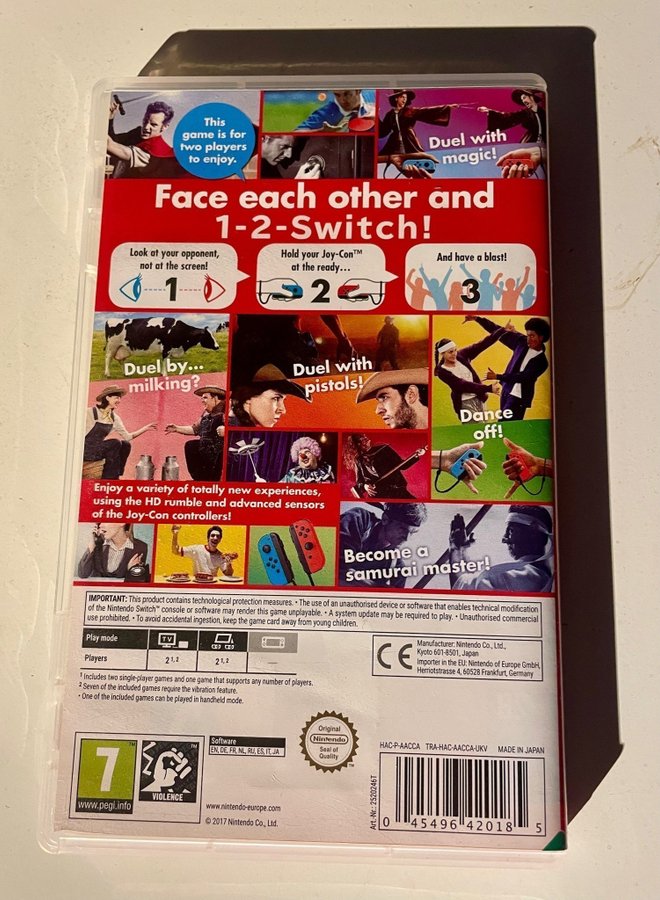 This
game is for
two players
to enjoy.
Duel with
magic!
Face each other and
1-2-Switch!
Look at your opponent,
not at the screen!
1
Hold your Joy-Con™
at the ready...
2
And have a blast!
3
Duel by...
milking?
Duel with
pistols!
Dance
off!
Enjoy a variety of totally new experiences,
using the HD rumble and advanced sensors
of the Joy-Con controllers!
Become a
samurai master!
IMPORTANT: This product contains technological protection measures. • The use of an unauthorised device or software that enables technical modification
of the Nintendo Switch™ console or software may render this game unplayable. • A system update may be required to play. • Unauthorised commercial
use prohibited. • To avoid accidental ingestion, keep the game card away from young children.
Play mode
TV
Players
2 1, 2
2 1, 2
—
Manufacturer: Nintendo Co., Ltd.,
Kyoto 601-8501, Japan
Importer in the EU: Nintendo of Europe GmbH,
Herriotstrasse 4, 60528 Frankfurt, Germany
CE
1 Includes two single-player games and one game that supports any number of players.
2 Seven of the included games require the vibration feature.
• One of the included games can be played in handheld mode.
7
www.pegi.info
VIOLENCE
Software
EN, DE, FR, NL, RU, ES, IT, JA
www.nintendo-europe.com
© 2017 Nintendo Co., Ltd.
Original
Nintendo
Seal of
Quality
HAC-P-AACCA TRA-HAC-AACCA-UKV MADE IN JAPAN
Art.-Nr.: 2520246T
0 45496 42018 5